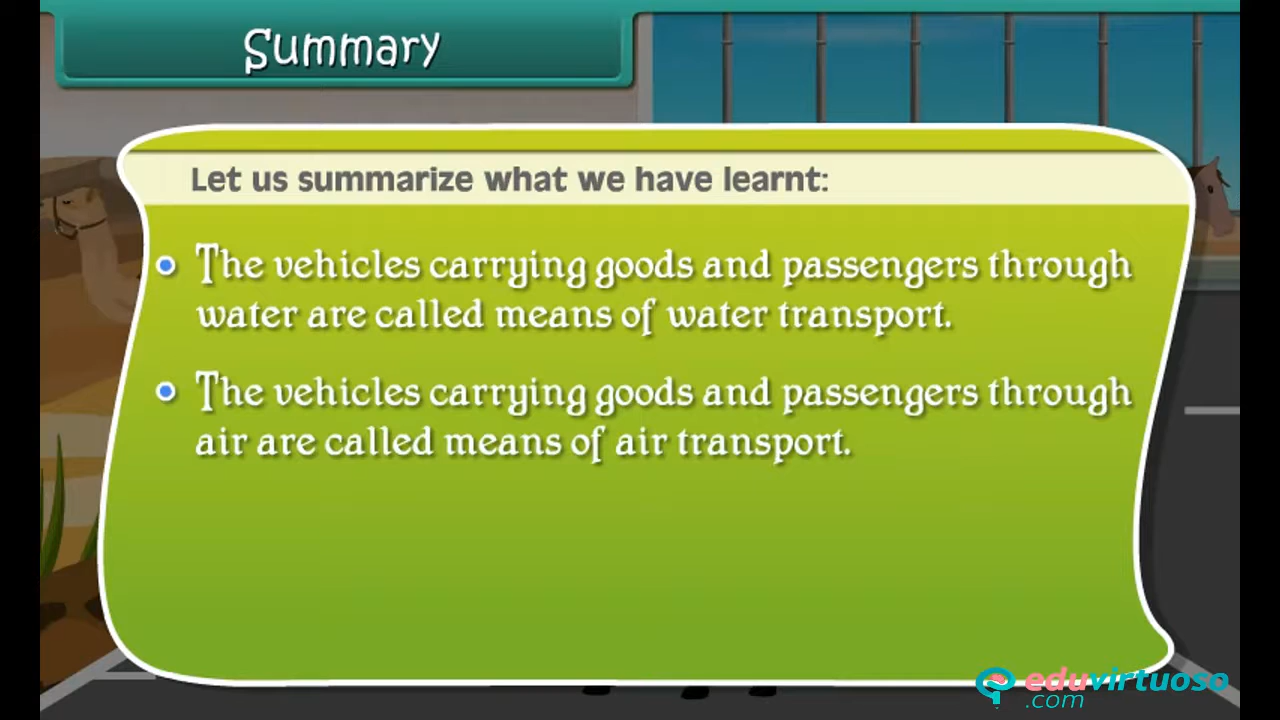 Summary
Let us summarize what we have learnt:
The vehicles carrying goods and passengers through
water are called means of water transport.
The vehicles carrying goods and passengers through
air are called means of air transport.
eduvirtuoso
.com